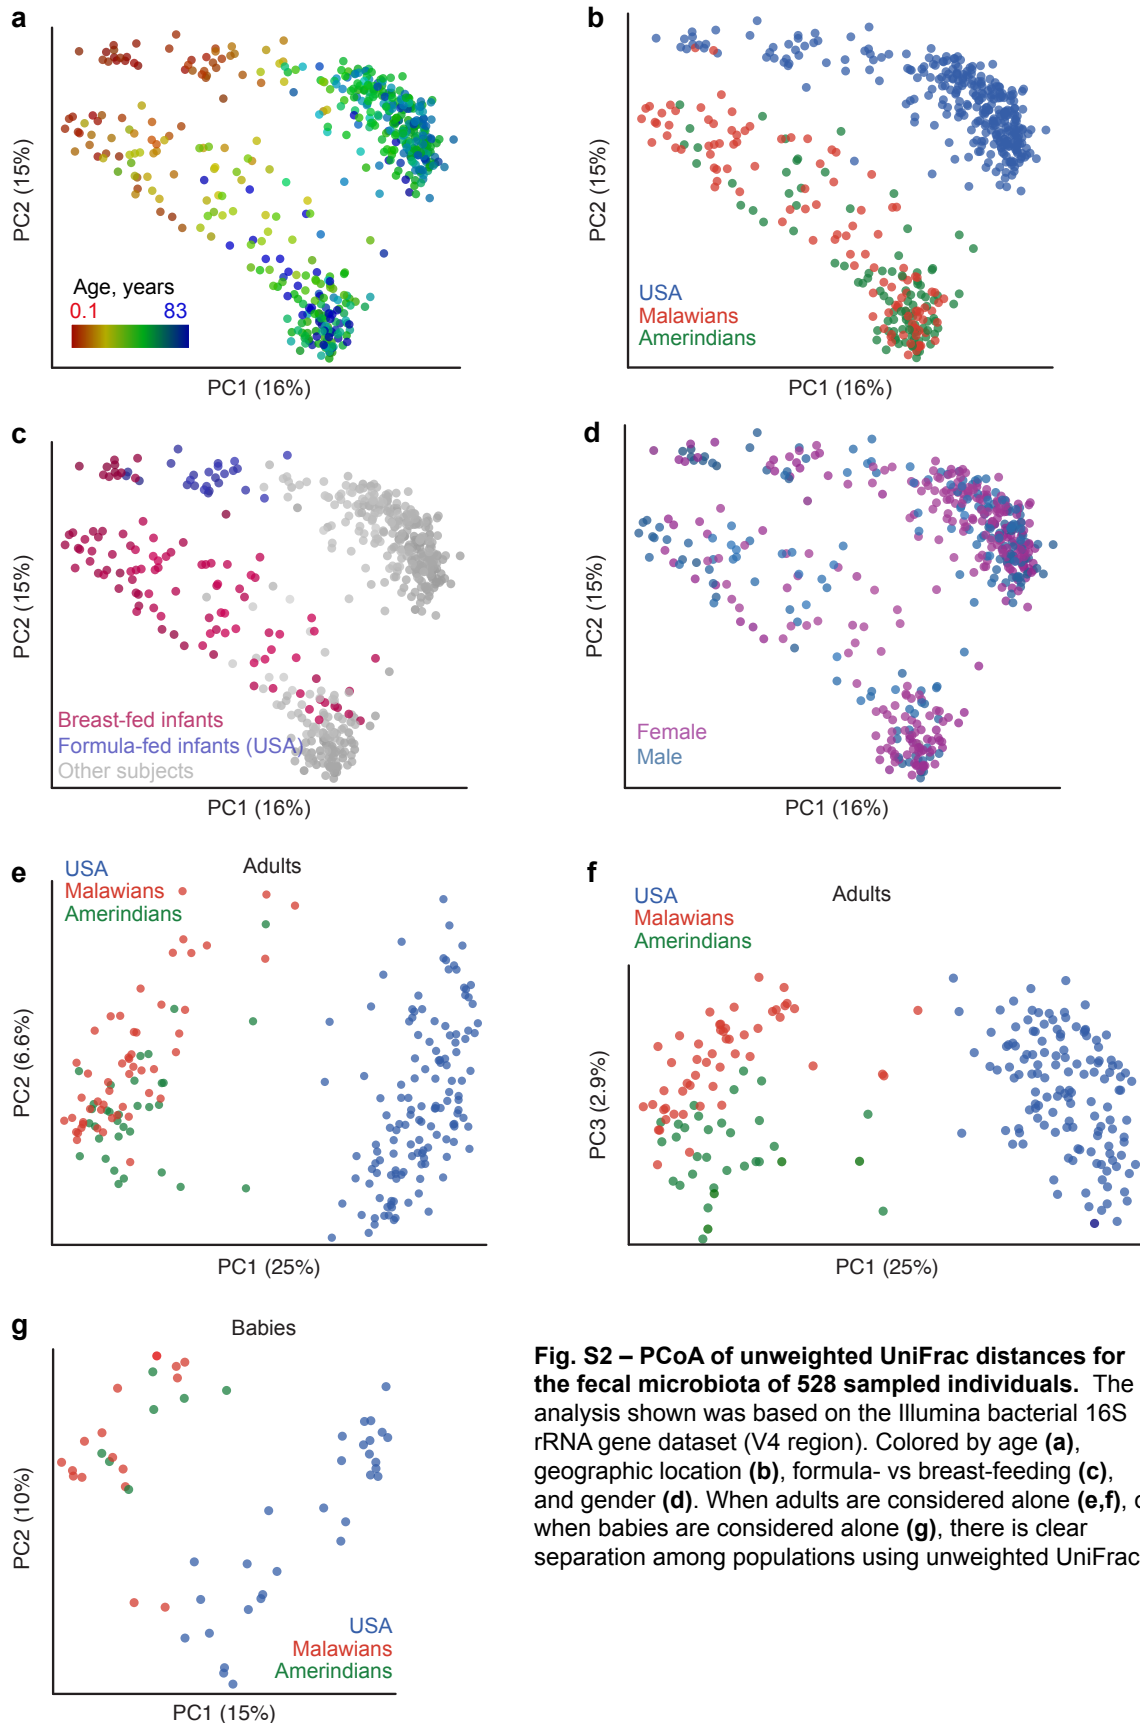 a
PC2 (15%)
Age, years
0.1 83
PC1 (16%)
b
PC2 (15%)
USA
Malawians
Amerindians
PC1 (16%)
c
PC2 (15%)
Breast-fed infants
Formula-fed infants (USA)
Other subjects
PC1 (16%)
d
PC2 (15%)
Female
Male
PC1 (16%)
e
Adults
USA
Malawians
Amerindians
PC2 (6.6%)
PC1 (25%)
f
Adults
USA
Malawians
Amerindians
PC3 (2.9%)
PC1 (25%)
g
Babies
PC2 (10%)
USA
Malawians
Amerindians
PC1 (15%)
Fig. S2 – PCoA of unweighted UniFrac distances for
the fecal microbiota of 528 sampled individuals. The
analysis shown was based on the Illumina bacterial 16S
rRNA gene dataset (V4 region). Colored by age (a),
geographic location (b), formula- vs breast-feeding (c),
and gender (d). When adults are considered alone (e,f),
when babies are considered alone (g), there is clear
separation among populations using unweighted UniFrac